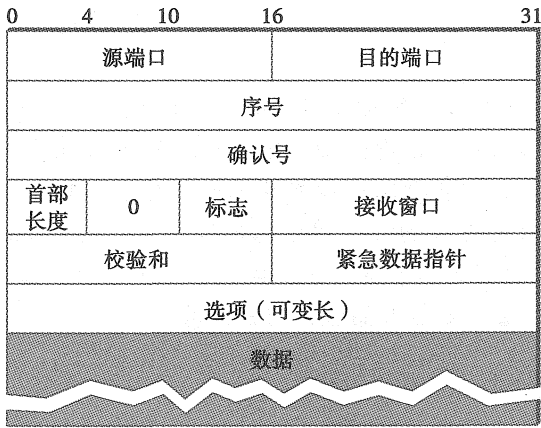 0 4 10 16 31
源端口 目的端口
序号
确认号
首部
长度
0 标志 接收窗口
校验和 紧急数据指针
选项（可变长）
数据